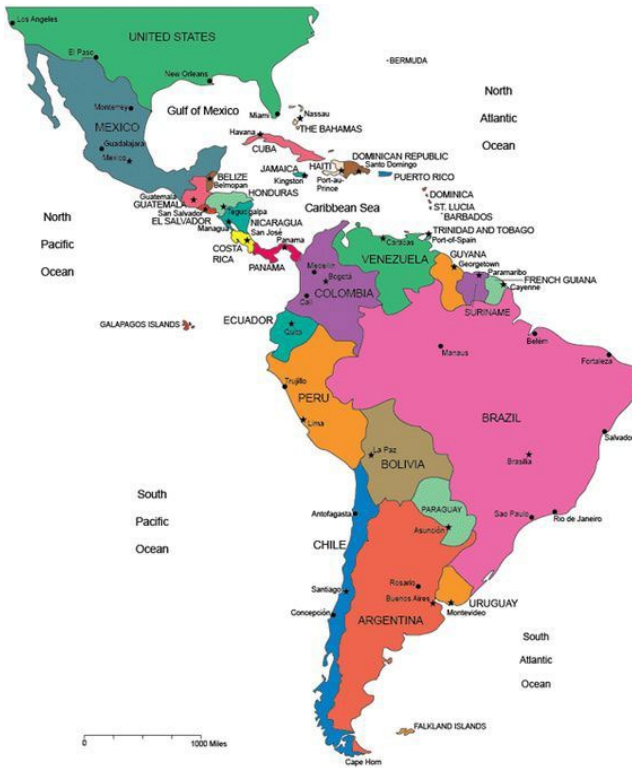 Los Angeles
UNITED STATES
El Paso
BERMUDA
New Orleans
North
Atlantic
Ocean
Monterrey
Gulf of Mexico
Miami
Nassau
THE BAHAMAS
MEXICO
Havana
CUBA
Guadalajara
Mexico
DOMINICAN REPUBLIC
HAITI
Santo Domingo
JAMAICA
Kingston
Port-au-
Prince
PUERTO RICO
BELIZE
Belmopan
Guatemala
GUATEMALA
HONDURAS
Tegucigalpa
DOMINICA
ST. LUCIA
BARBADOS
Caribbean Sea
San Salvador
EL SALVADOR
NICARAGUA
Managua
San José
North
Pacific
Ocean
COSTA
RICA
Panama
PANAMA
TRINIDAD AND TOBAGO
Port-of-Spain
Caracas
VENEZUELA
GUYANA
Georgetown
Paramaribo
FRENCH GUIANA
Cayenne
SURINAME
Medellín
Bogotá
COLOMBIA
Cali
GALAPAGOS ISLANDS
ECUADOR
Quito
Belém
Manaus
Fortaleza
Trujillo
PERU
BRAZIL
Lima
Salvado
La Paz
BOLIVIA
Brasilia
South
Pacific
Ocean
PARAGUAY
Antofagasta
Sao Paulo
Rio de Janeiro
Asunción
CHILE
Santiago
Rosario
Buenos Aires
URUGUAY
Montevideo
Concepción
ARGENTINA
South
Atlantic
Ocean
FALKLAND ISLANDS
0
1000 Miles
Cape Horn